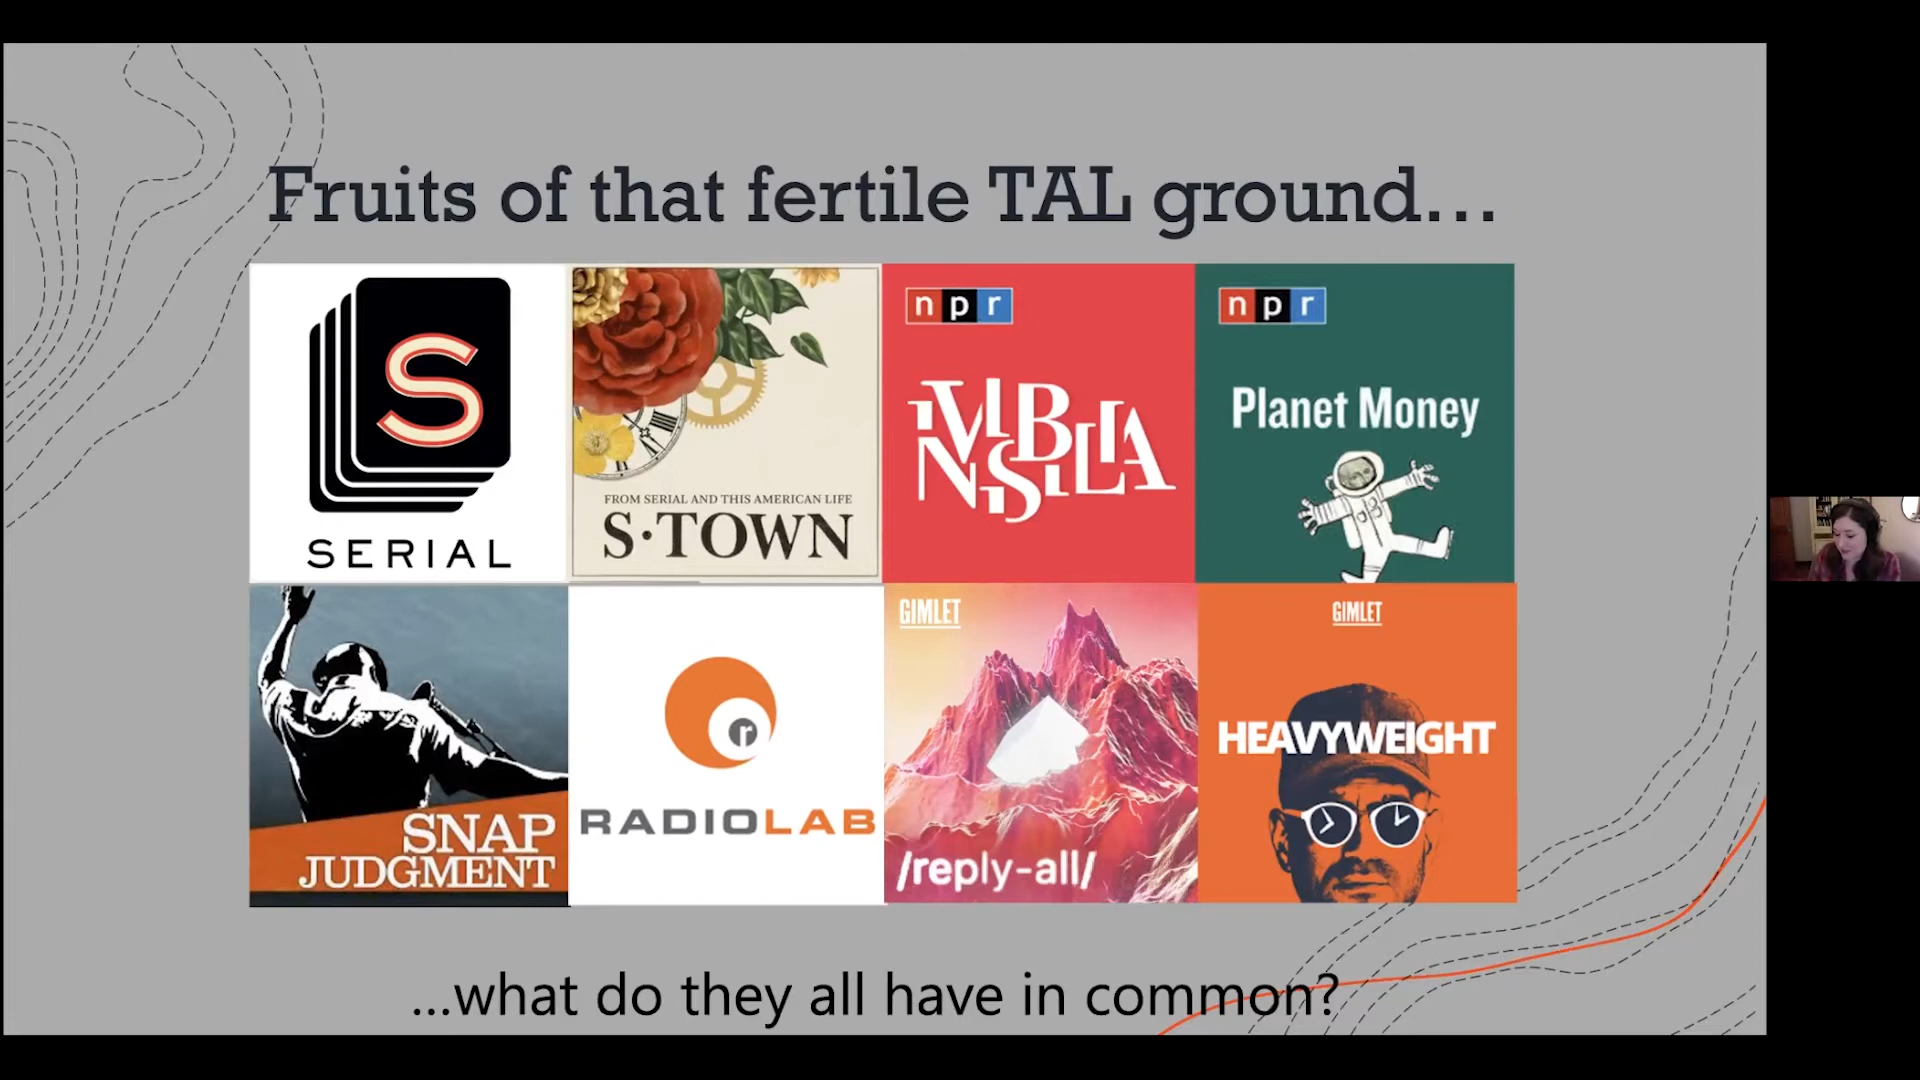 Fruits of that fertile TAL ground...
S
SERIAL
FROM SERIAL AND THIS AMERICAN LIFE
S·TOWN
npr
INVISIBILIA
npr
Planet Money
SNAP
JUDGMENT
r
RADIOLAB
GIMLET
/reply-all/
GIMLET
HEAVYWEIGHT
...what do they all have in common?